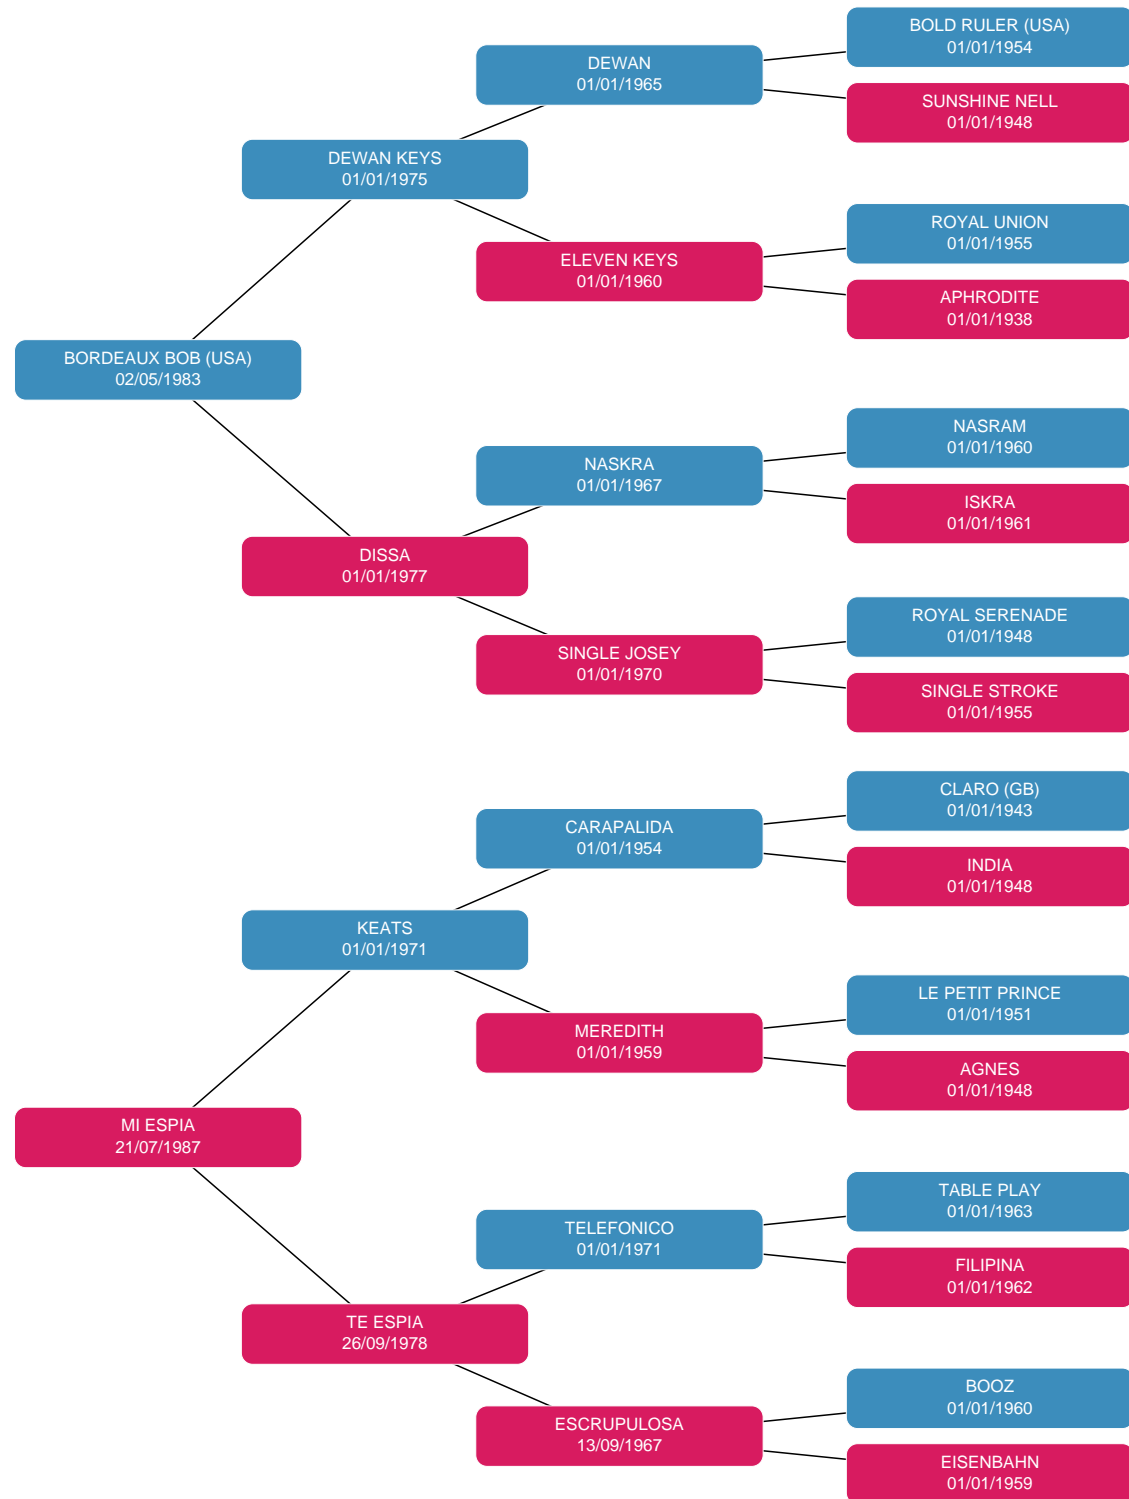 BOLD RULER (USA)
01/01/1954
DEWAN
01/01/1965
SUNSHINE NELL
01/01/1948
DEWAN KEYS
01/01/1975
ROYAL UNION
01/01/1955
ELEVEN KEYS
01/01/1960
APHRODITE
01/01/1938
BORDEAUX BOB (USA)
02/05/1983
NASRAM
01/01/1960
NASKRA
01/01/1967
ISKRA
01/01/1961
DISSA
01/01/1977
ROYAL SERENADE
01/01/1948
SINGLE JOSEY
01/01/1970
SINGLE STROKE
01/01/1955
CLARO (GB)
01/01/1943
CARAPALIDA
01/01/1954
INDIA
01/01/1948
KEATS
01/01/1971
LE PETIT PRINCE
01/01/1951
MEREDITH
01/01/1959
AGNES
01/01/1948
MI ESPIA
21/07/1987
TABLE PLAY
01/01/1963
TELEFONICO
01/01/1971
FILIPINA
01/01/1962
TE ESPIA
26/09/1978
BOOZ
01/01/1960
ESCRUPULOSA
13/09/1967
EISENBAHN
01/01/1959